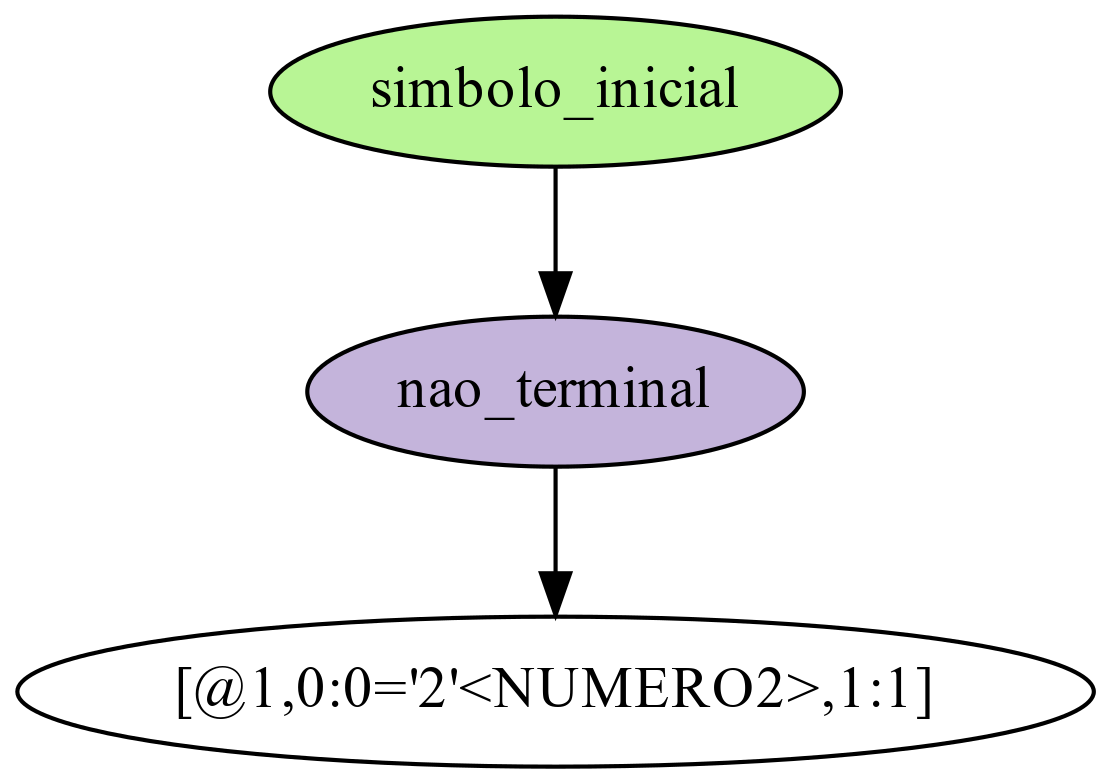 simbolo_inicial
nao_terminal
[@1,0:0='2'<NUMERO2>,1:1]